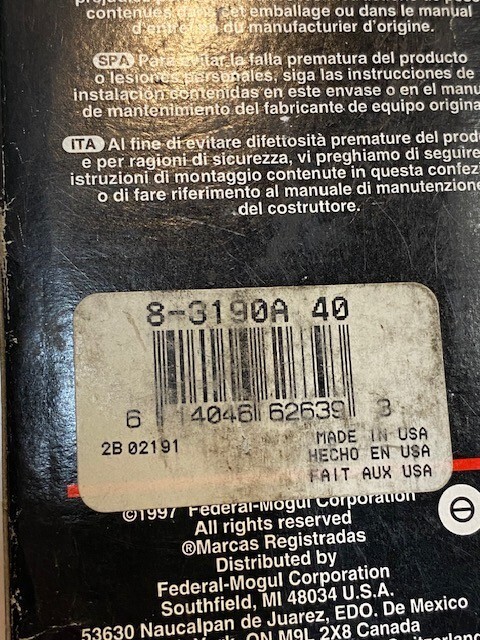 contenues dans cet emballage ou dans le manuel
d'entretien du manufacturier d'origine.
SPA Para evitar la falla prematura del producto
o lesiones personales, siga las instrucciones de
instalación contenidas en este envase o en el manu
de mantenimiento del fabricante de equipo origina
ITA Al fine di evitare difettosità premature del prod
e per ragioni di sicurezza, vi preghiamo di seguire
istruzioni di montaggio contenute in questa confez
o di fare riferimento al manuale di manutenzione
del costruttore.
8-3190A 40
6 14046 62639 3
2B 02191
MADE IN USA
HECHO EN USA
FAIT AUX USA
©1997 Federal-Mogul Corporation
All rights reserved
®Marcas Registradas
Distributed by
Federal-Mogul Corporation
Southfield, MI 48034 U.S.A.
53630 Naucalpan de Juarez, EDO. De Mexico
ON M9L 2X8 Canada